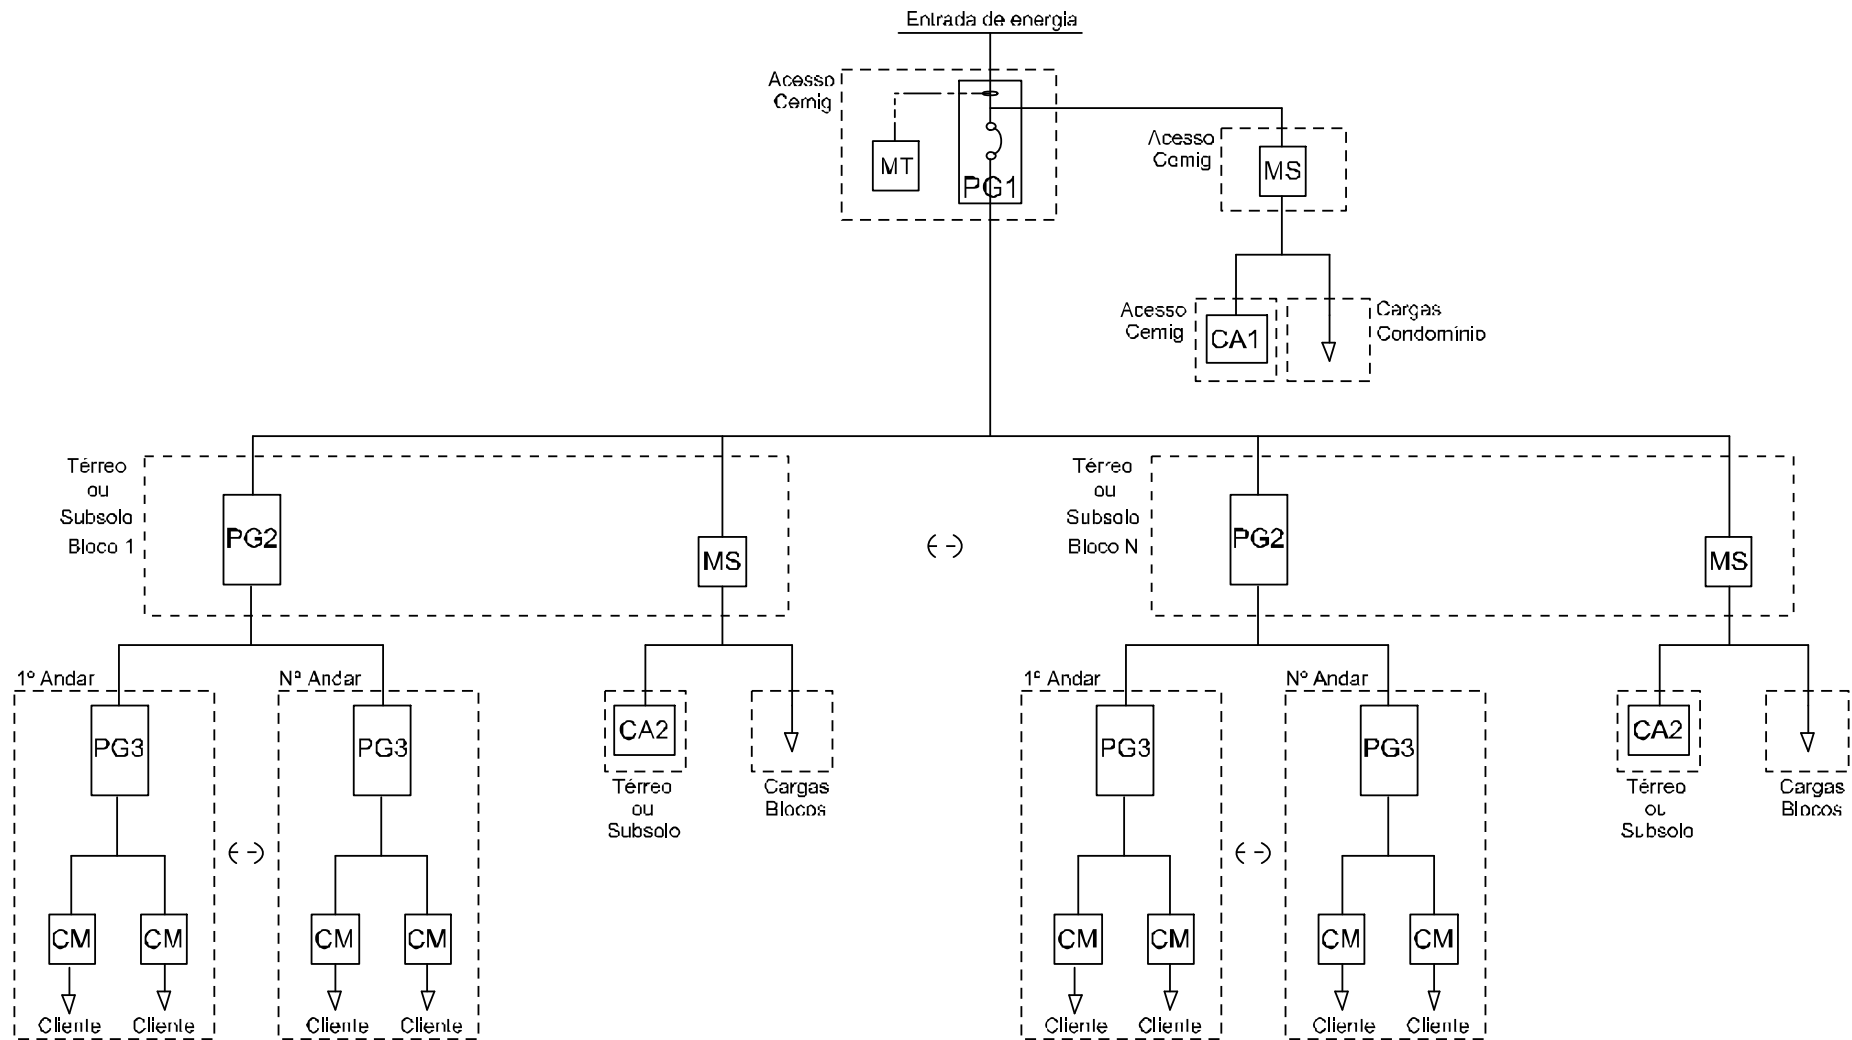 Entrada de energia
Acesso
Cemig
MT
PG1
Acesso
Cemig
MS
Acesso
Cemig
CA1
Cargas
Condomínio
Térreo
ou
Subsolo
Bloco 1
PG2
MS
Térreo
ou
Subsolo
Bloco N
PG2
MS
1º Andar
PG3
CM
CM
Cliente
Cliente
Nº Andar
PG3
CM
CM
Cliente
Cliente
CA2
Térreo
ou
Subsolo
Cargas
Blocos
1º Andar
PG3
CM
CM
Cliente
Cliente
Nº Andar
PG3
CM
CM
Cliente
Cliente
CA2
Térreo
ou
Subsolo
Cargas
Blocos